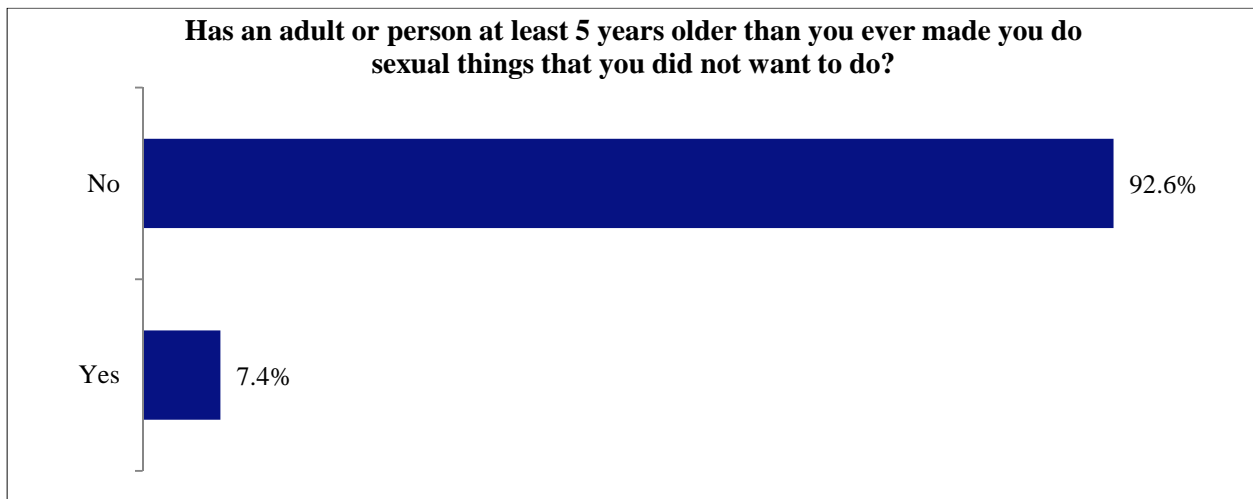 Has an adult or person at least 5 years older than you ever made you do
sexual things that you did not want to do?
No
92.6%
Yes
7.4%